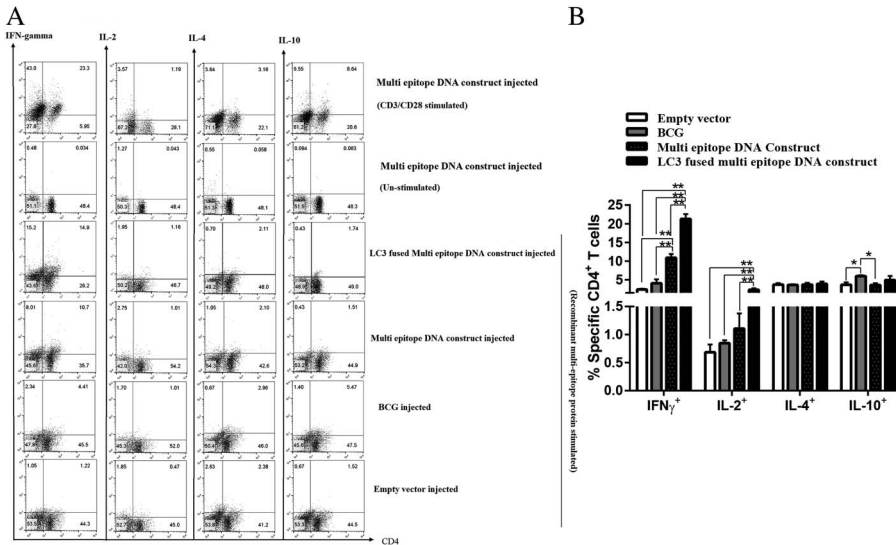 A
IFN-gamma IL-2 IL-4 IL-10
43.0 23.3 3.57 1.19 3.64 3.18 9.55 8.64
5.95 28.1 71.1 22.1 20.6
Multi epitope DNA construct injected
(CD3/CD28 stimulated)
0.48 0.034 1.27 0.043 0.55 0.058 0.094 0.083
51.1 48.4 50.3 48.4 51.3 48.1 51.5 48.3
Multi epitope DNA construct injected
(Un-stimulated)
15.2 14.9 1.95 1.16 0.70 2.11 0.43 1.74
43.6 26.2 50.2 46.7 49.2 48.0 48.9 49.0
LC3 fused Multi epitope DNA construct injected
8.01 10.7 2.75 1.01 1.05 2.10 0.43 1.51
45.6 35.7 42.0 54.2 54.3 42.6 53.2 44.9
Multi epitope DNA construct injected
2.34 4.41 1.70 1.01 0.67 2.96 1.40 5.47
47.8 45.5 45.3 52.0 50.4 46.0 45.6 47.5
BCG injected
1.05 1.22 1.85 0.47 2.63 2.38 0.67 1.52
53.5 44.3 52.7 45.0 53.8 41.2 53.3 44.5
Empty vector injected
CD4
(Recombinant multi-epitope protein stimulated)
B
Empty vector
BCG
Multi epitope DNA Construct
LC3 fused multi epitope DNA construct
% Specific CD4+ T cells
25
20
15
10
5
1.5
1.0
0.5
0.0
** ** ** ** **
** ** **
* *
IFNγ+ IL-2+ IL-4+ IL-10+